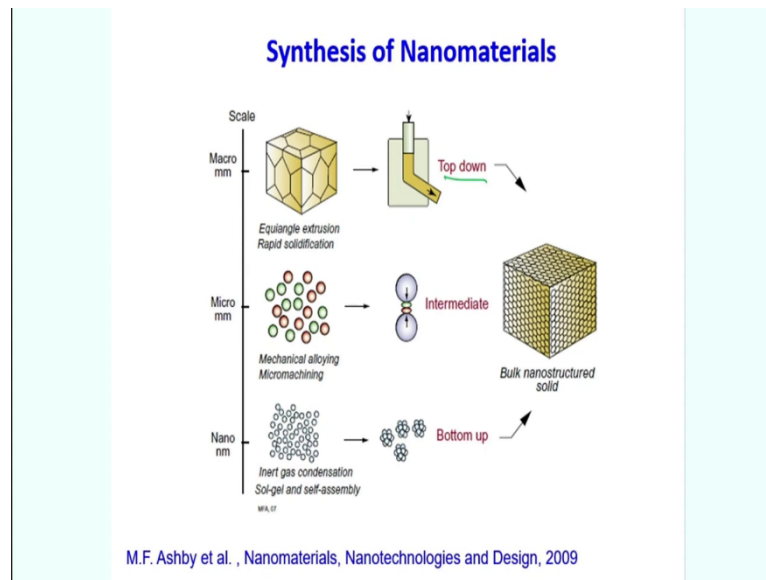 Synthesis of Nanomaterials
Scale
Macro
mm
Top down
Equiangle extrusion
Rapid solidification
Micro
mm
Intermediate
Mechanical alloying
Micromachining
Bulk nanostructured
solid
Nano
nm
Bottom up
Inert gas condensation
Sol-gel and self-assembly
MFA, 07
M.F. Ashby et al. , Nanomaterials, Nanotechnologies and Design, 2009